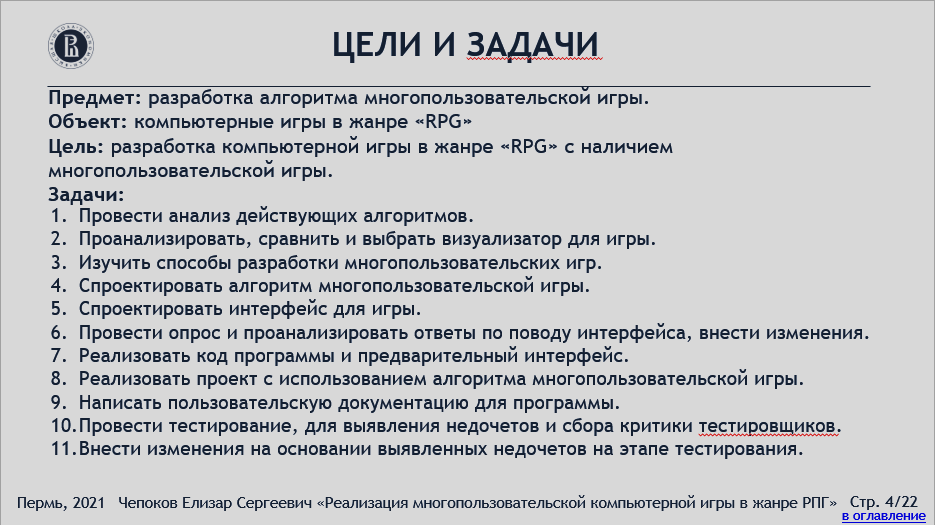 ЦЕЛИ И ЗАДАЧИ
Предмет: разработка алгоритма многопользовательской игры.
Объект: компьютерные игры в жанре «RPG»
Цель: разработка компьютерной игры в жанре «RPG» с наличием
многопользовательской игры.
Задачи:
1. Провести анализ действующих алгоритмов.
2. Проанализировать, сравнить и выбрать визуализатор для игры.
3. Изучить способы разработки многопользовательских игр.
4. Спроектировать алгоритм многопользовательской игры.
5. Спроектировать интерфейс для игры.
6. Провести опрос и проанализировать ответы по поводу интерфейса, внести изменения.
7. Реализовать код программы и предварительный интерфейс.
8. Реализовать проект с использованием алгоритма многопользовательской игры.
9. Написать пользовательскую документацию для программы.
10. Провести тестирование, для выявления недочетов и сбора критики тестировщиков.
11. Внести изменения на основании выявленных недочетов на этапе тестирования.
Пермь, 2021 Чепоков Елизар Сергеевич «Реализация многопользовательской компьютерной игры в жанре РПГ» Стр. 4/22
в оглавление